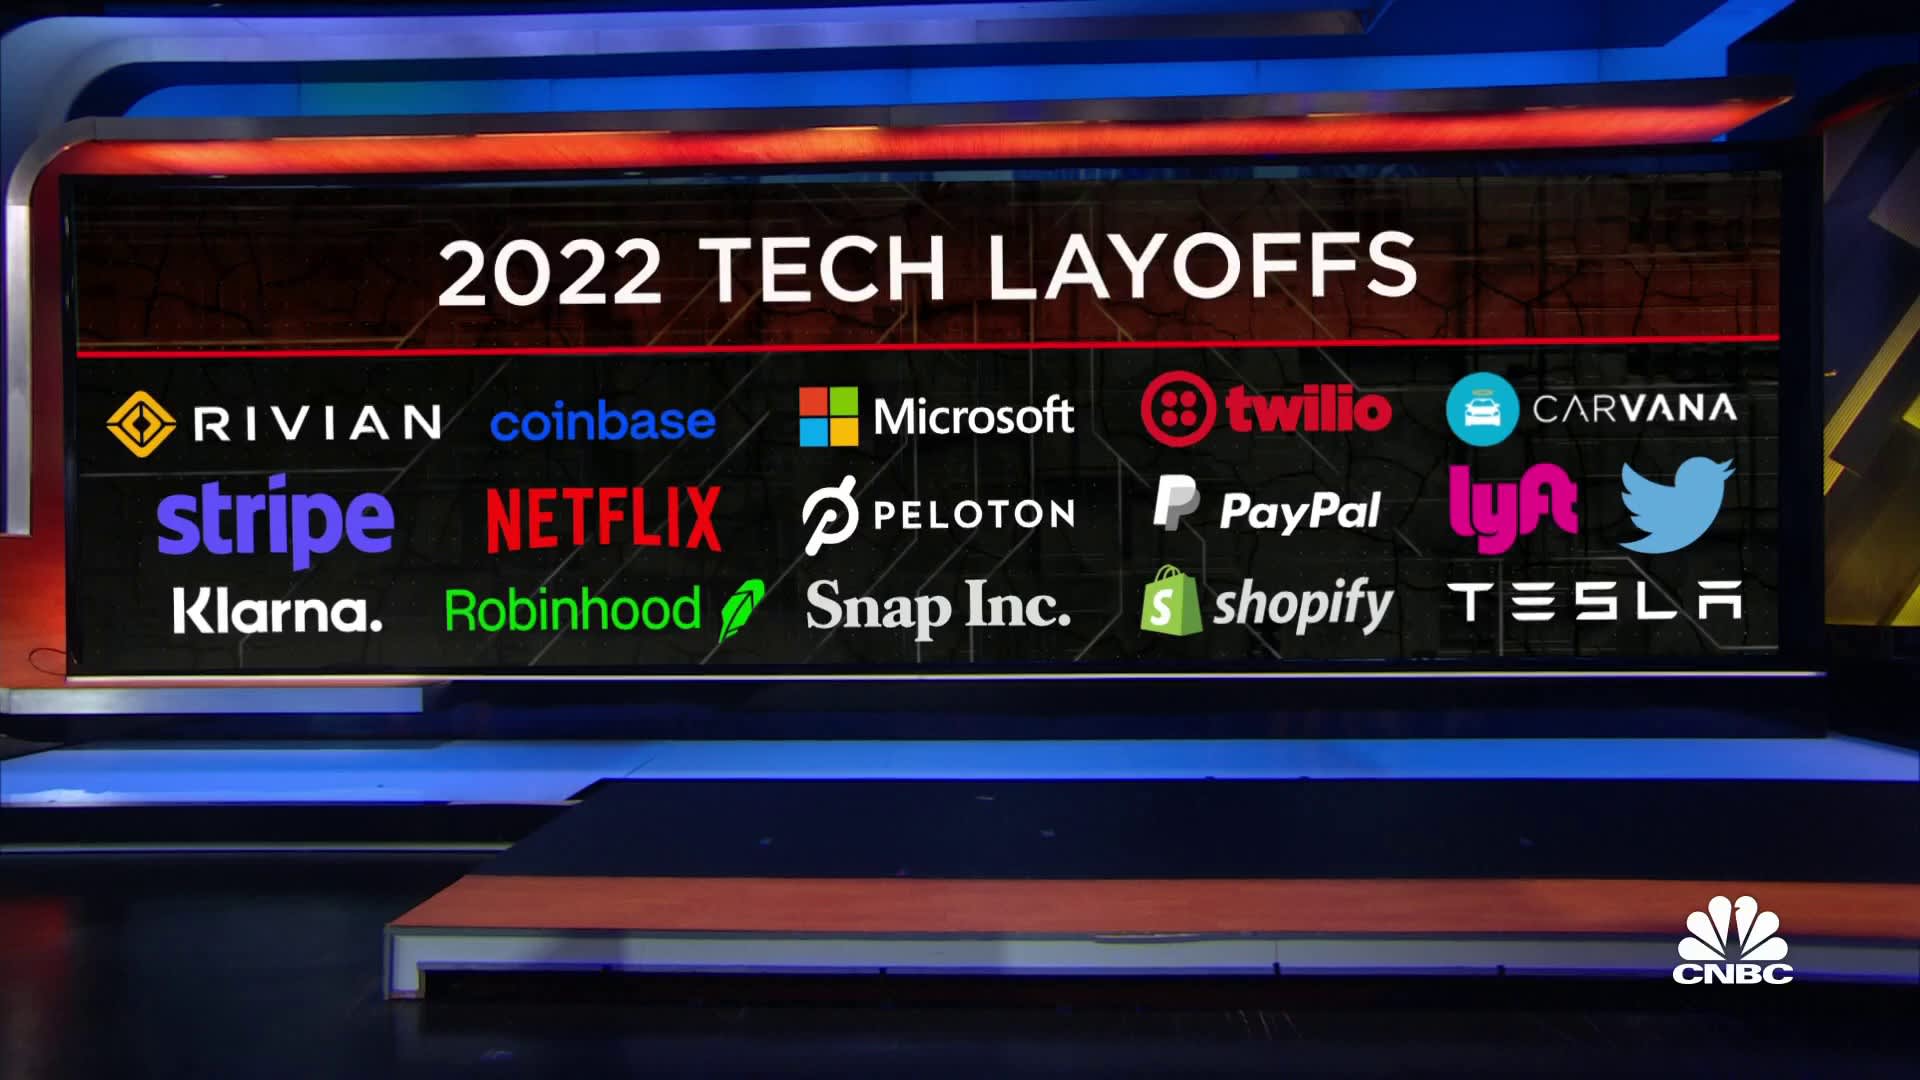 2022 TECH LAYOFFS
RIVIAN coinbase Microsoft twilio CARVANA
stripe NETFLIX PELOTON PayPal lyft
Klarna. Robinhood Snap Inc. S shopify TESLA
CNBC